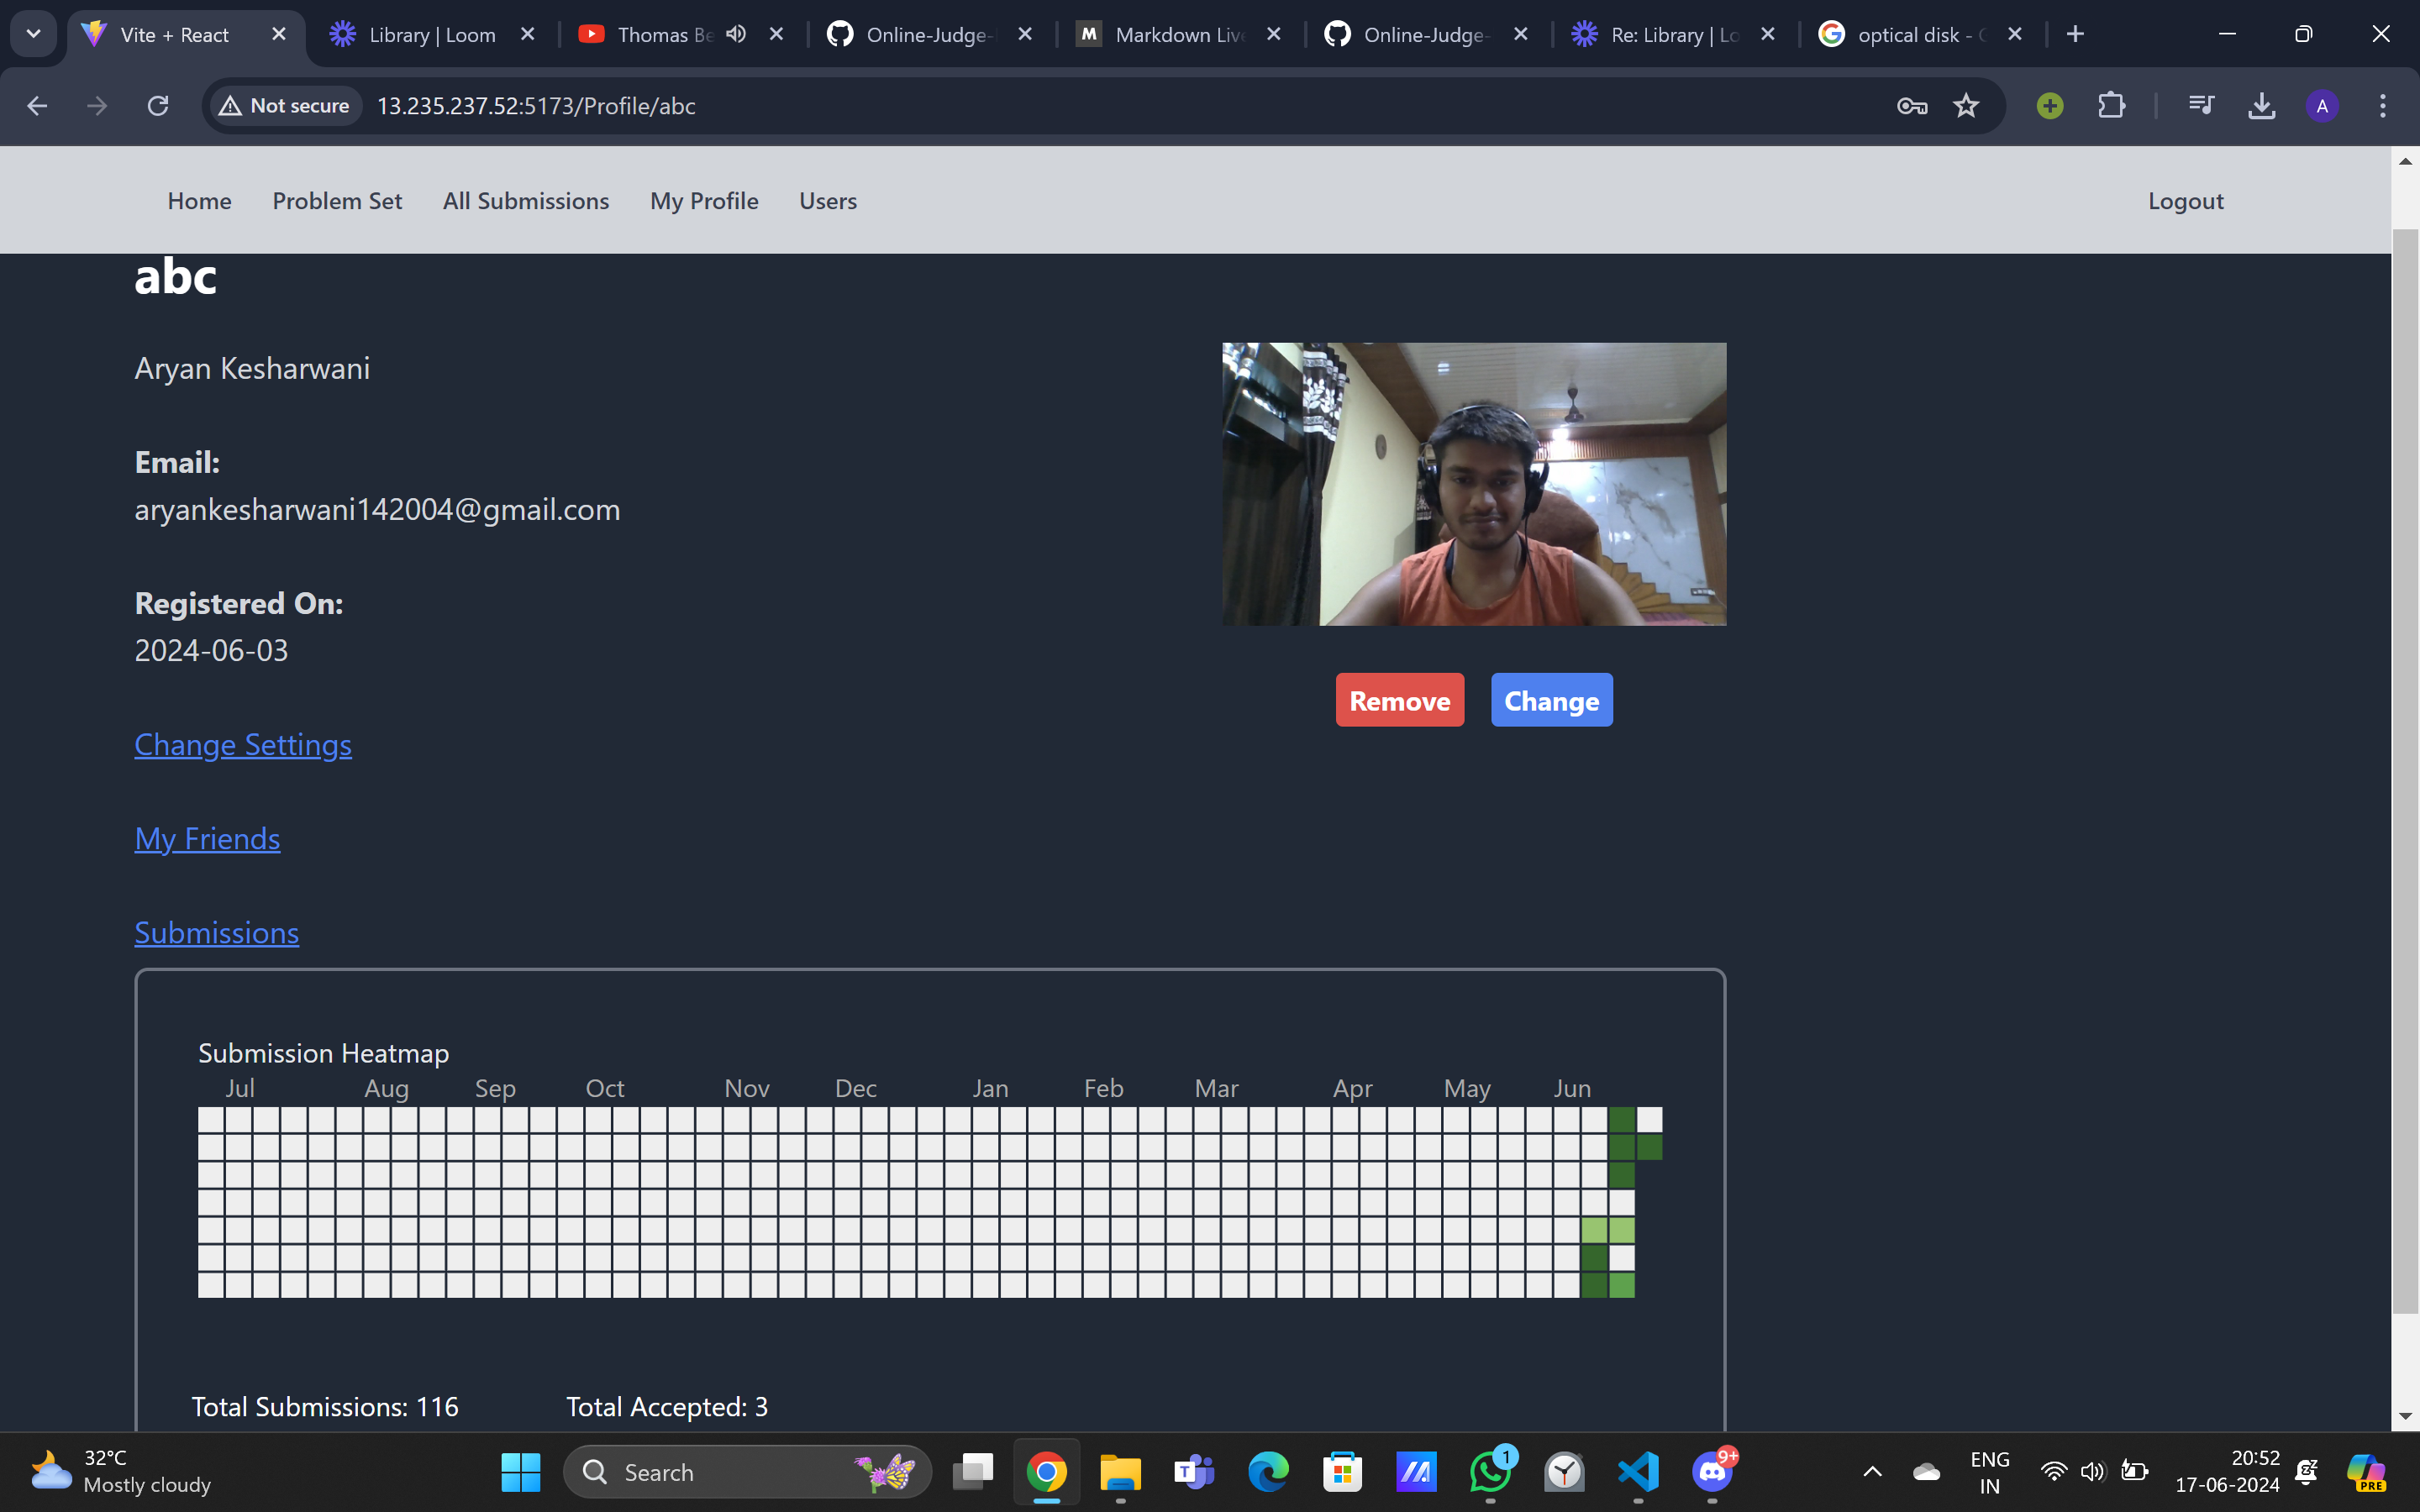 Vite + React
Library | Loom
Thomas Be
Online-Judge-
Markdown Live
Online-Judge-
Re: Library | Lo
optical disk - G
Not secure
13.235.237.52:5173/Profile/abc
A
Home
Problem Set
All Submissions
My Profile
Users
Logout
abc
Aryan Kesharwani
Email:
aryankesharwani142004@gmail.com
Registered On:
2024-06-03
Remove
Change
Change Settings
My Friends
Submissions
Submission Heatmap
Jul Aug Sep Oct Nov Dec Jan Feb Mar Apr May Jun
Total Submissions: 116
Total Accepted: 3
32°C
Mostly cloudy
Search
1
9+
ENG
IN
20:52
17-06-2024
PRE